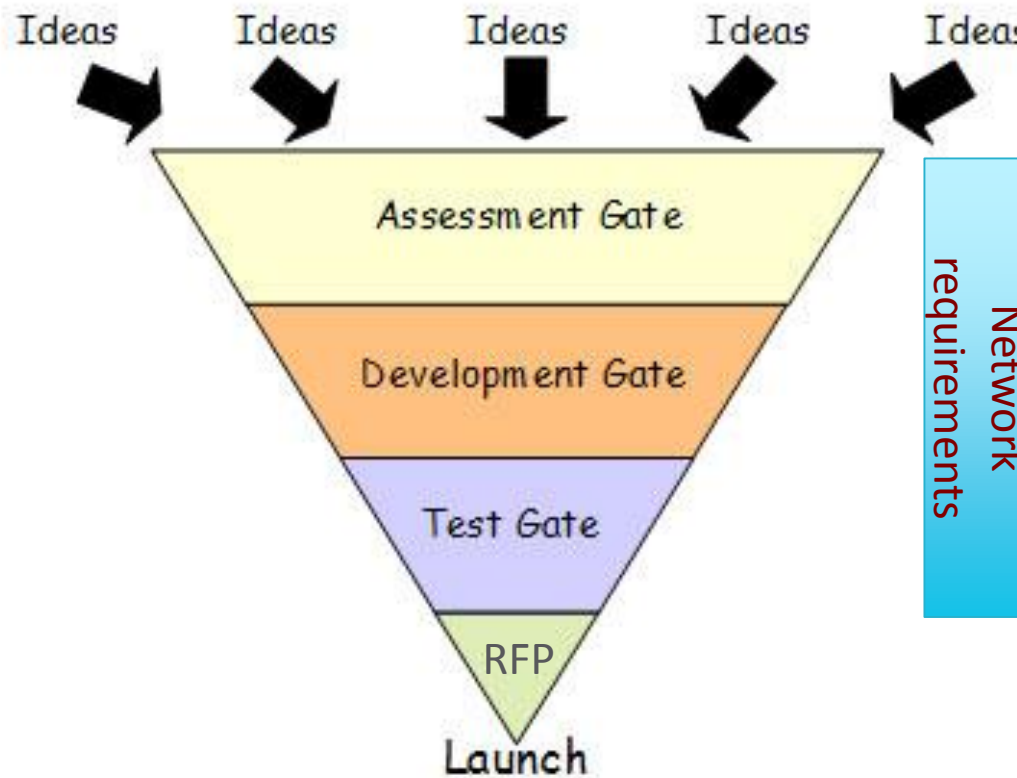 Ideas
Ideas
Ideas
Ideas
Ideas
Assessment Gate
Development Gate
Test Gate
RFP
Launch
Network
requirements